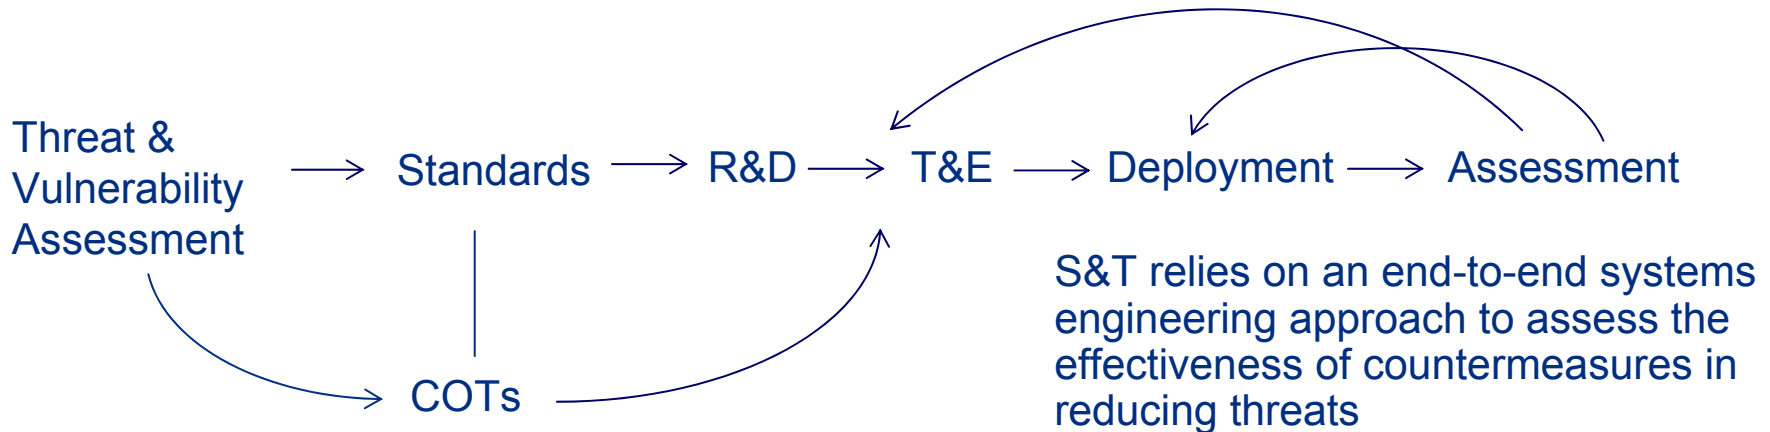 Threat &
Vulnerability
Assessment
Standards
R&D
T&E
Deployment
Assessment
COTs
S&T relies on an end-to-end systems
engineering approach to assess the
effectiveness of countermeasures in
reducing threats